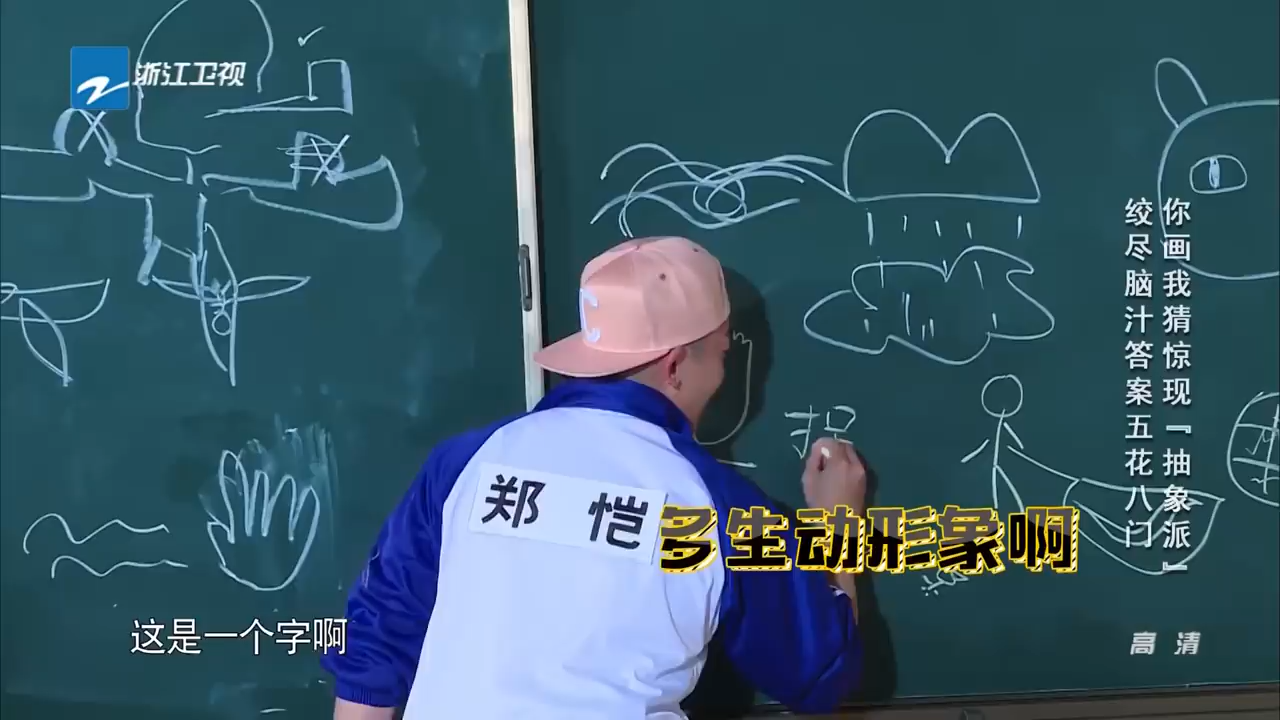 浙江卫视
你画我猜惊现『抽象派』
绞尽脑汁答案五花八门
郑 恺
多生动形象啊
这是一个字啊
高清